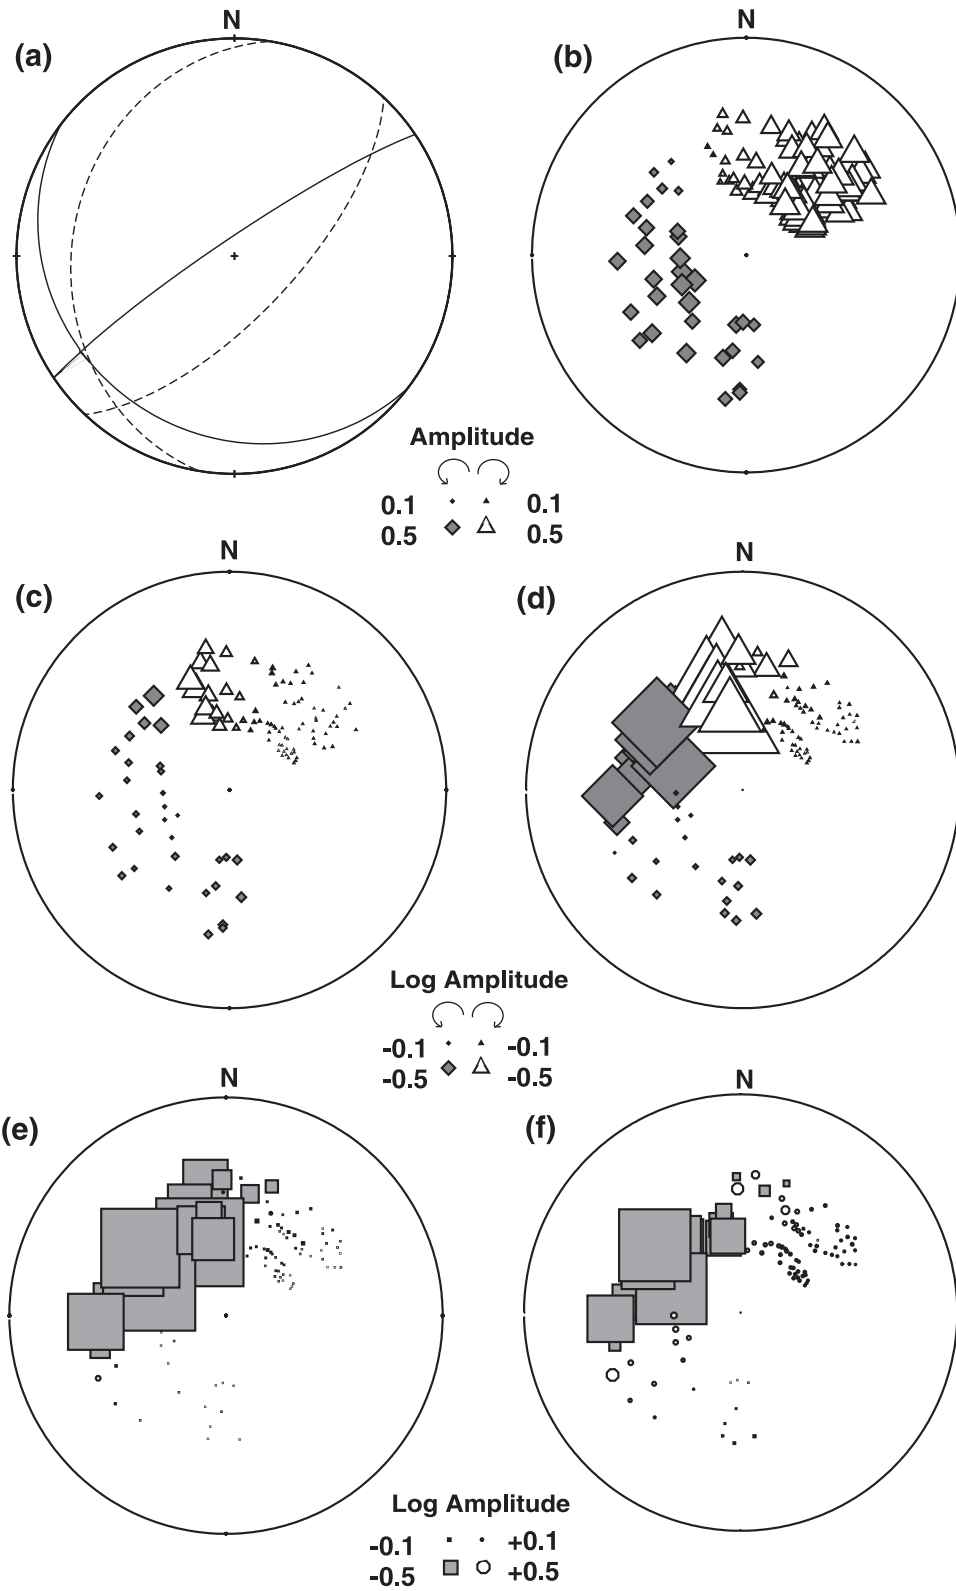 N
(a)
(b)
Amplitude
0.1 0.1
0.5 0.5
N N
(c) (d)
Log Amplitude
-0.1 -0.1
-0.5 -0.5
N N
(e) (f)
Log Amplitude
-0.1 +0.1
-0.5 +0.5